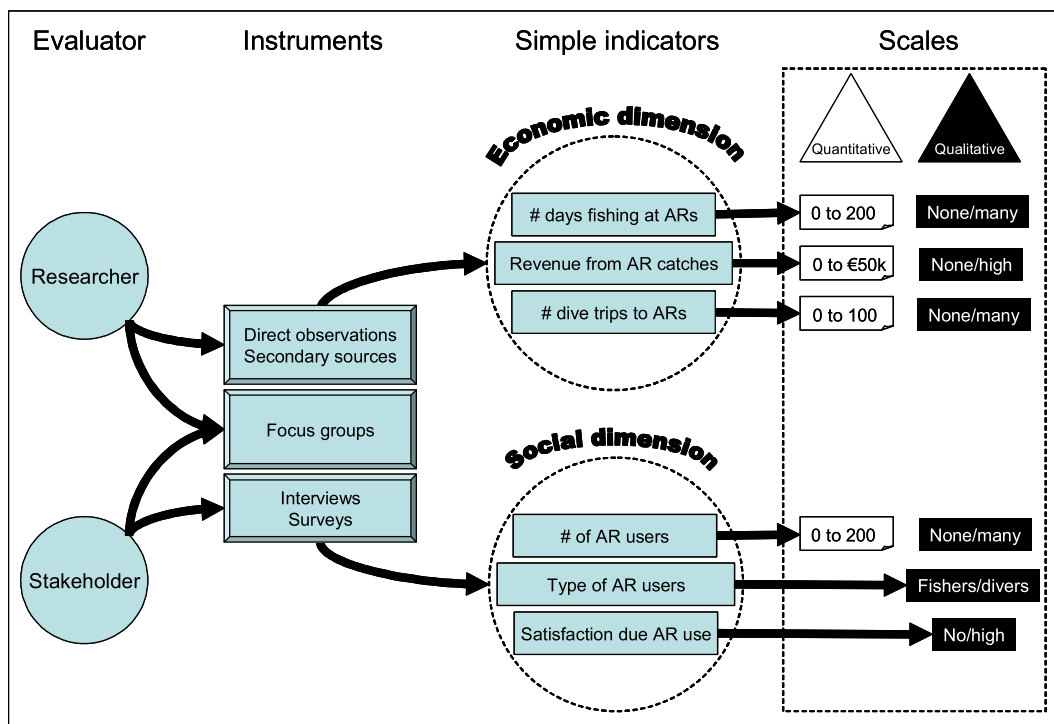 Evaluator
Instruments
Simple indicators
Scales
Quantitative
Qualitative
Economic dimension
# days fishing at ARs
0 to 200
None/many
Revenue from AR catches
0 to €50k
None/high
# dive trips to ARs
0 to 100
None/many
Researcher
Direct observations
Secondary sources
Focus groups
Interviews
Surveys
Stakeholder
Social dimension
# of AR users
0 to 200
None/many
Type of AR users
Fishers/divers
Satisfaction due AR use
No/high